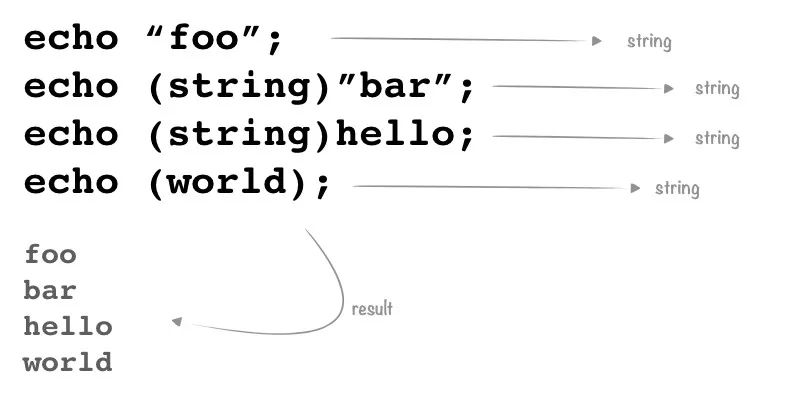 echo “foo”; string
echo (string)”bar”; string
echo (string)hello; string
echo (world); string
foo
bar
result
hello
world